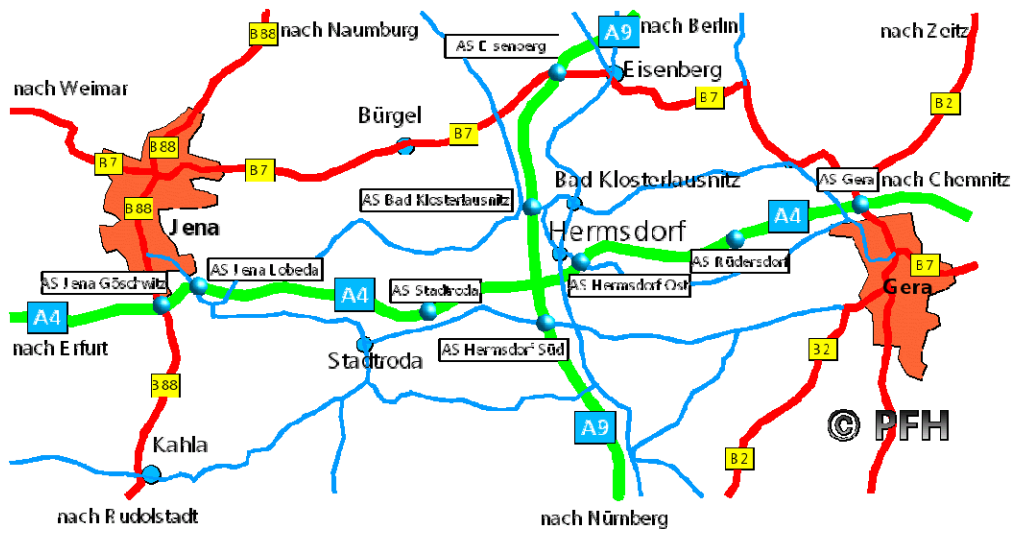 B88
nach Naumburg
A9
nach Berlin
nach Zeitz
AS Eisenberg
Eisenberg
nach Weimar
B7
B2
Bürgel
B7
B88
B7
B7
Bad Klosterlausnitz
AS Gera
nach Chemnitz
AS Bad Klosterlausnitz
B88
Jena
A4
Hermsdorf
AS Jena Göschwitz
AS Jena Lobeda
AS Rüdersdorf
B7
AS Stadtroda
AS Hermsdorf Ost
Gera
A4
A4
nach Erfurt
Stadtroda
AS Hermsdorf Süd
B2
B88
A9
© PFH
Kahla
B2
nach Rudolstadt
nach Nürnberg